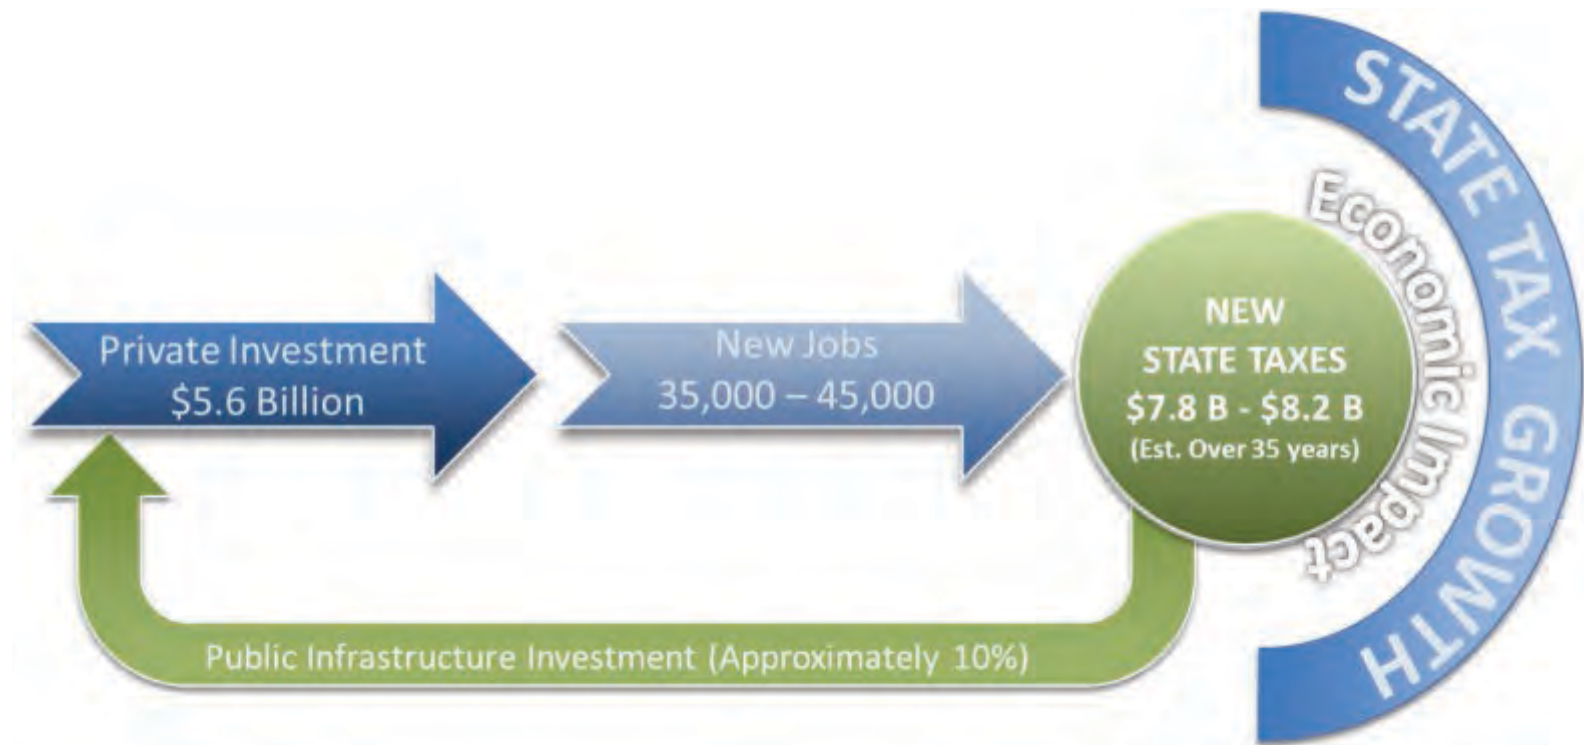 Private Investment
$5.6 Billion
New Jobs
35,000 – 45,000
NEW
STATE TAXES
$7.8 B - $8.2 B
(Est. Over 35 years)
Economic Impact
STATE TAX GROWTH
Public Infrastructure Investment (Approximately 10%)